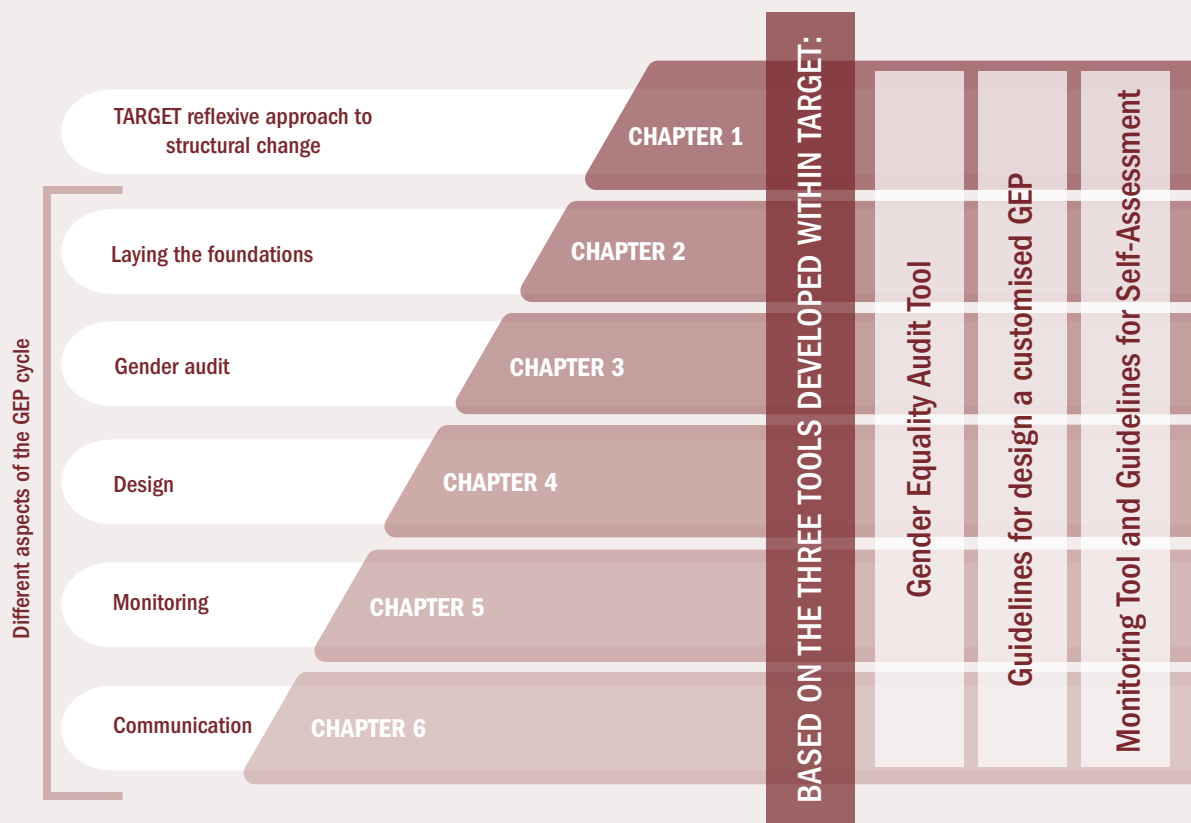 TARGET reflexive approach to
structural change
CHAPTER 1
Laying the foundations
CHAPTER 2
Gender audit
CHAPTER 3
Design
CHAPTER 4
Monitoring
CHAPTER 5
Communication
CHAPTER 6
Different aspects of the GEP cycle
BASED ON THE THREE TOOLS DEVELOPED WITHIN TARGET:
Gender Equality Audit Tool
Guidelines for design a customised GEP
Monitoring Tool and Guidelines for Self-Assessment